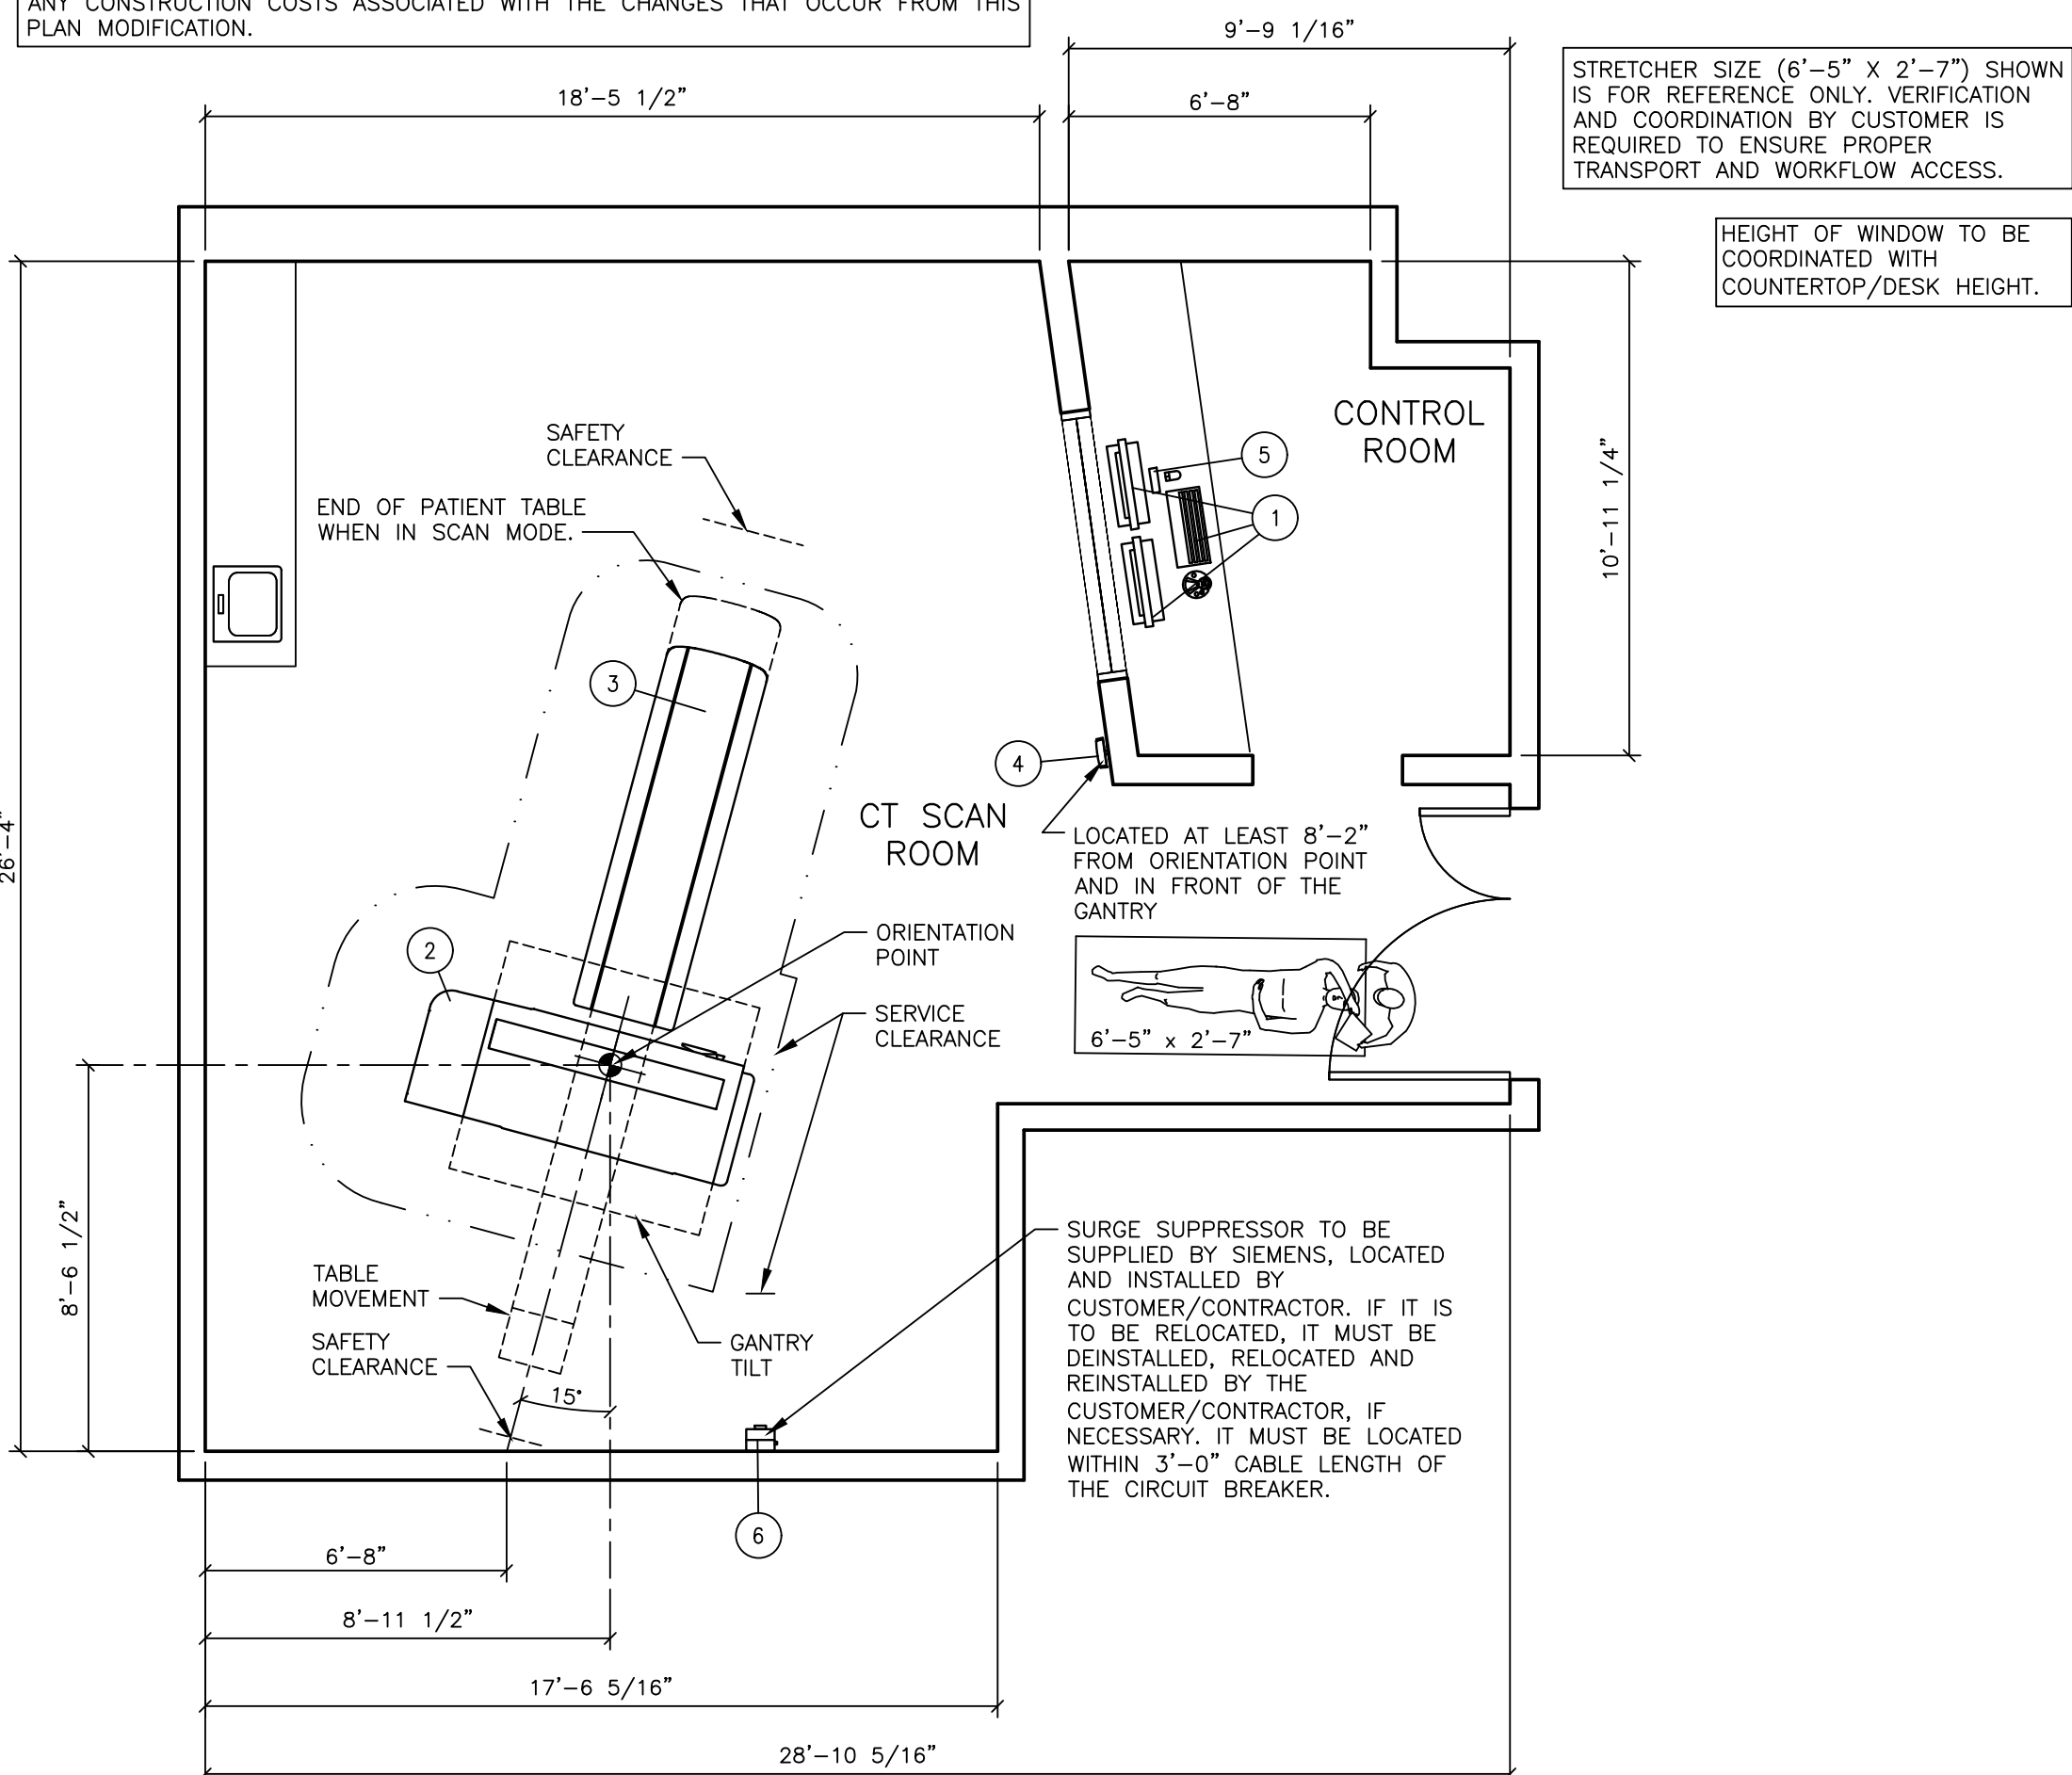 ANY CONSTRUCTION COSTS ASSOCIATED WITH THE CHANGES THAT OCCUR FROM THIS
PLAN MODIFICATION.
9'-9 1/16"
18'-5 1/2"
6'-8"
STRETCHER SIZE (6'-5" X 2'-7") SHOWN
IS FOR REFERENCE ONLY. VERIFICATION
AND COORDINATION BY CUSTOMER IS
REQUIRED TO ENSURE PROPER
TRANSPORT AND WORKFLOW ACCESS.
HEIGHT OF WINDOW TO BE
COORDINATED WITH
COUNTERTOP/DESK HEIGHT.
CONTROL
ROOM
SAFETY
CLEARANCE
5
10'-11 1/4"
END OF PATIENT TABLE
WHEN IN SCAN MODE.
1
3
4
CT SCAN
ROOM
26'-4"
LOCATED AT LEAST 8'-2"
FROM ORIENTATION POINT
AND IN FRONT OF THE
GANTRY
2
ORIENTATION
POINT
SERVICE
CLEARANCE
6'-5" x 2'-7"
8'-6 1/2"
SURGE SUPPRESSOR TO BE
SUPPLIED BY SIEMENS, LOCATED
AND INSTALLED BY
CUSTOMER/CONTRACTOR. IF IT IS
TO BE RELOCATED, IT MUST BE
DEINSTALLED, RELOCATED AND
REINSTALLED BY THE
CUSTOMER/CONTRACTOR, IF
NECESSARY. IT MUST BE LOCATED
WITHIN 3'-0" CABLE LENGTH OF
THE CIRCUIT BREAKER.
TABLE
MOVEMENT
SAFETY
CLEARANCE
GANTRY
TILT
15°
6
6'-8"
8'-11 1/2"
17'-6 5/16"
28'-10 5/16"